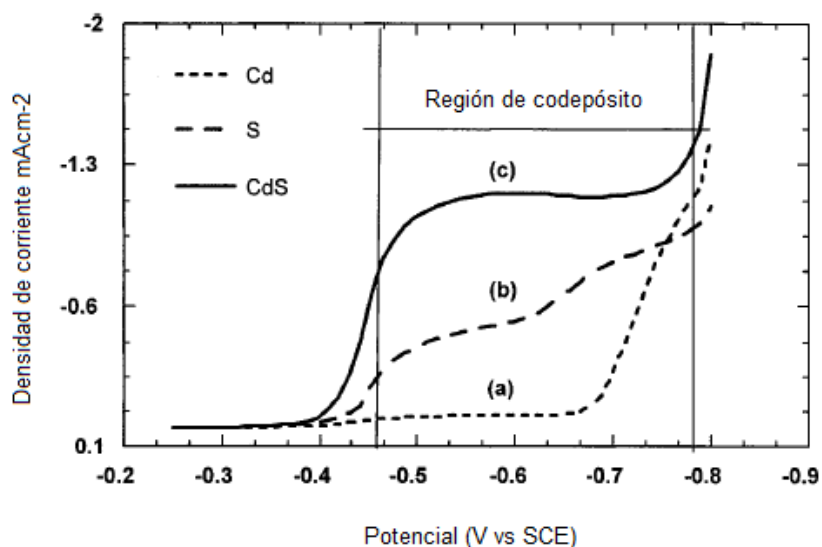 Densidad de corriente mAcm-2
-2
-1.3
-0.6
0.1
Cd
S
CdS
Región de codepósito
(c)
(b)
(a)
-0.2
-0.3
-0.4
-0.5
-0.6
-0.7
-0.8
-0.9
Potencial (V vs SCE)